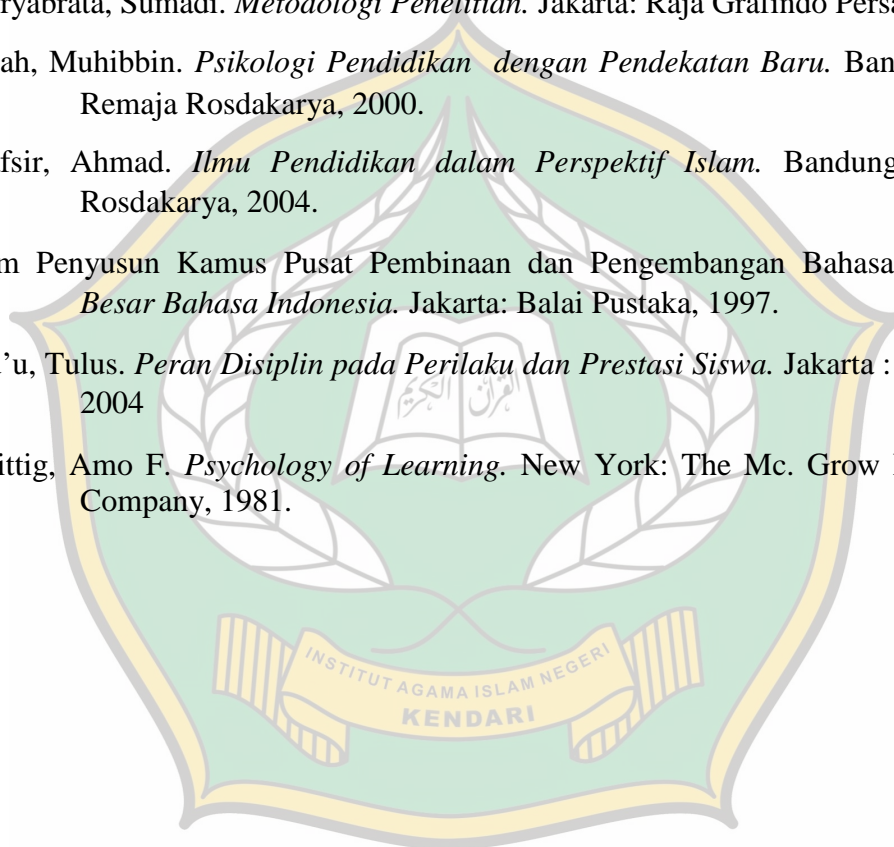 ryabrata, Sumadi. Metodologi Penelitian. Jakarta: Raja Grafindo Persa
ah, Muhibbin. Psikologi Pendidikan dengan Pendekatan Baru. Ban
Remaja Rosdakarya, 2000.
fsir, Ahmad. Ilmu Pendidikan dalam Perspektif Islam. Bandung
Rosdakarya, 2004.
m Penyusun Kamus Pusat Pembinaan dan Pengembangan Bahasa
Besar Bahasa Indonesia. Jakarta: Balai Pustaka, 1997.
'u, Tulus. Peran Disiplin pada Perilaku dan Prestasi Siswa. Jakarta :
2004
القرآن الكريم
ittig, Amo F. Psychology of Learning. New York: The Mc. Grow
Company, 1981.
INSTITUT AGAMA ISLAM NEGERI
KENDARI